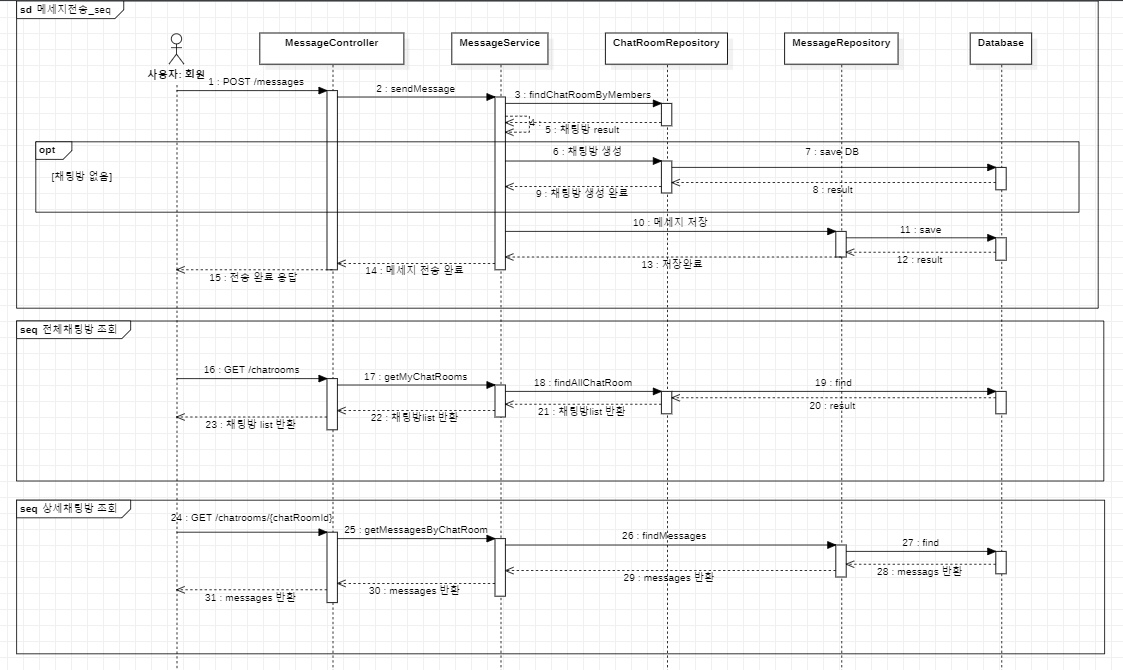 sd 메세지전송_seq
MessageController
MessageService
ChatRoomRepository
MessageRepository
Database
사용자: 회원
1 : POST /messages
2 : sendMessage
3 : findChatRoomByMembers
4
5 : 채팅방 result
opt
[채팅방 없음]
6 : 채팅방 생성
7 : save DB
8 : result
9 : 채팅방 생성 완료
10 : 메세지 저장
11 : save
12 : result
13 : 저장완료
14 : 메세지 전송 완료
15 : 전송 완료 응답
seq 전체채팅방 조회
16 : GET /chatrooms
17 : getMyChatRooms
18 : findAllChatRoom
19 : find
20 : result
21 : 채팅방list 반환
22 : 채팅방list 반환
23 : 채팅방 list 반환
seq 상세채팅방 조회
24 : GET /chatrooms/{chatRoomId}
25 : getMessagesByChatRoom
26 : findMessages
27 : find
28 : messags 반환
29 : messages 반환
30 : messages 반환
31 : messages 반환